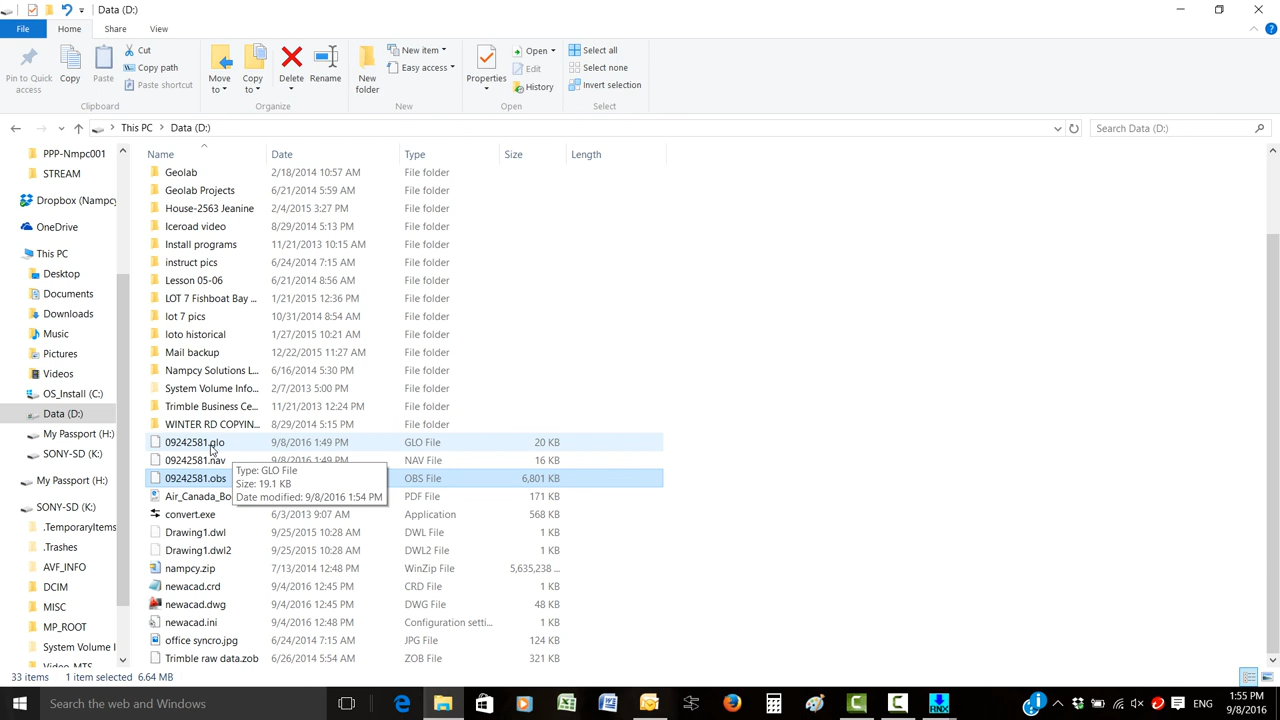 Data (D:)
File
Home
Share
View
Pin to Quick access
Copy
Paste
Cut
Copy path
Paste shortcut
Clipboard
Move to
Copy to
Delete
Rename
Organize
New folder
New item
Easy access
New
Properties
Open
Edit
History
Open
Select all
Select none
Invert selection
Select
This PC
Data (D:)
Search Data (D:)
Name Date Type Size Length
PPP-Nmpc001
STREAM
Dropbox (Nampcy
OneDrive
This PC
Desktop
Documents
Downloads
Music
Pictures
Videos
OS_Install (C:)
Data (D:)
My Passport (H:)
SONY-SD (K:)
My Passport (H:)
SONY-SD (K:)
.TemporaryItems
.Trashes
AVF_INFO
DCIM
MISC
MP_ROOT
System Volume I
Video-MTS
Geolab 2/18/2014 10:57 AM File folder
Geolab Projects 6/21/2014 5:59 AM File folder
House-2563 Jeanine 2/4/2015 3:27 PM File folder
Iceroad video 8/29/2014 5:13 PM File folder
Install programs 11/21/2013 10:15 AM File folder
instruct pics 6/24/2014 7:15 AM File folder
Lesson 05-06 6/21/2014 8:56 AM File folder
LOT 7 Fishboat Bay ... 1/21/2015 12:36 PM File folder
lot 7 pics 10/31/2014 8:54 AM File folder
loto historical 1/27/2015 10:21 AM File folder
Mail backup 12/22/2015 11:27 AM File folder
Nampcy Solutions L... 6/16/2014 5:30 PM File folder
System Volume Info... 2/7/2013 5:00 PM File folder
Trimble Business Ce... 11/21/2013 12:24 PM File folder
WINTER RD COPYIN... 8/29/2014 5:15 PM File folder
09242581.glo 9/8/2016 1:49 PM GLO File 20 KB
09242581.nav 9/8/2016 1:49 PM NAV File 16 KB
09242581.obs OBS File 6,801 KB
Air_Canada_Bo PDF File 171 KB
convert.exe 6/3/2013 9:07 AM Application 568 KB
Drawing1.dwl 9/25/2015 10:28 AM DWL File 1 KB
Drawing1.dwl2 9/25/2015 10:28 AM DWL2 File 1 KB
nampcy.zip 7/13/2014 12:48 PM WinZip File 5,635,238 ...
newacad.crd 9/4/2016 12:45 PM CRD File 1 KB
newacad.dwg 9/4/2016 12:45 PM DWG File 48 KB
newacad.ini 9/4/2016 12:48 PM Configuration setti... 1 KB
office syncro.jpg 6/24/2014 7:15 AM JPG File 124 KB
Trimble raw data.zob 6/26/2014 5:54 AM ZOB File 321 KB
Type: GLO File
Size: 19.1 KB
Date modified: 9/8/2016 1:54 PM
33 items 1 item selected 6.64 MB
Search the web and Windows
RNX
ENG
1:55 PM
9/8/2016